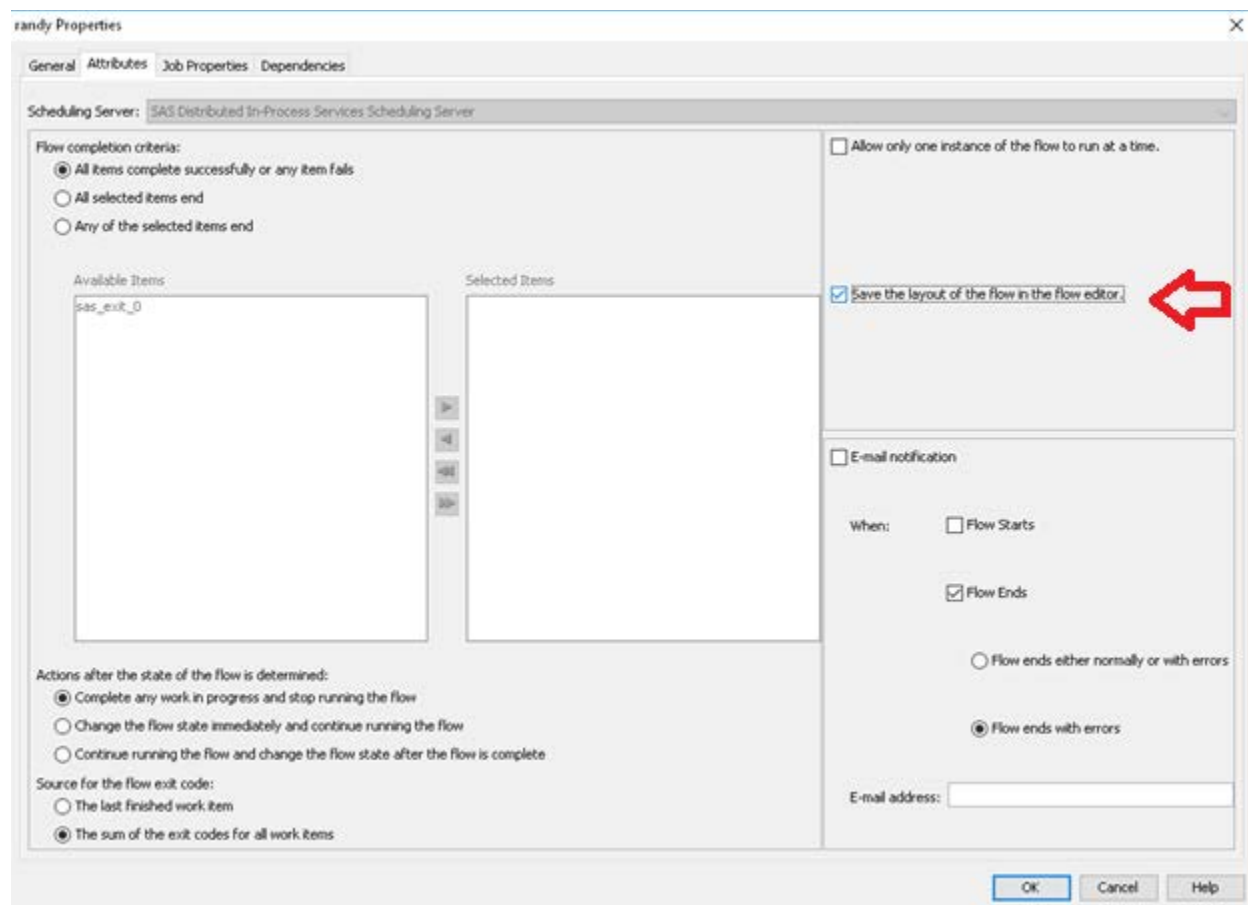 randy Properties
General Attributes Job Properties Dependencies
Scheduling Server: SAS Distributed In-Process Services Scheduling Server
Flow completion criteria:
All items complete successfully or any item fails
All selected items end
Any of the selected items end
Available Items
sas_exit_0
Selected Items
Actions after the state of the flow is determined:
Complete any work in progress and stop running the flow
Change the flow state immediately and continue running the flow
Continue running the flow and change the flow state after the flow is complete
Source for the flow exit code:
The last finished work item
The sum of the exit codes for all work items
Allow only one instance of the flow to run at a time.
Save the layout of the flow in the flow editor.
E-mail notification
When:
Flow Starts
Flow Ends
Flow ends either normally or with errors
Flow ends with errors
E-mail address:
OK Cancel Help